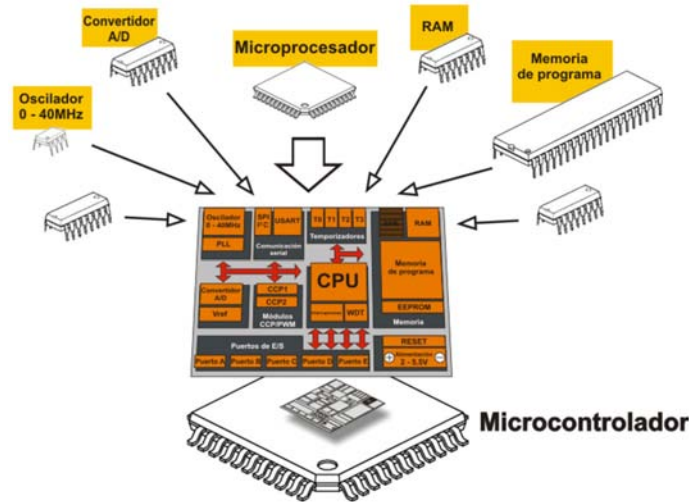 Convertidor
A/D
Microprocesador
RAM
Memoria
de programa
Oscilador
0 - 40MHz
Oscilador
0 - 40MHz
PLL
SPI
I²C
USART
Comunicación
serial
T0 T1 T2 T3
Temporizadores
RAM
Memoria
de
programa
EEPROM
Memoria
Convertidor
A/D
Vref
CCP1
CCP2
Módulos
CCP/PWM
CPU
WDT
Puertos de E/S
Puerto A Puerto B Puerto C Puerto D Puerto E
RESET
Alimentación
2 - 5.5V
Microcontrolador